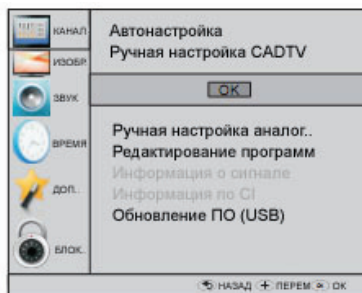 КАНАЛ
ИЗОБР.
ЗВУК
ВРЕМЯ
ДОП..
БЛОК.
Автонастройка
Ручная настройка CADTV
OK
Ручная настройка аналог..
Редактирование программ
Информация о сигнале
Информация по CI
Обновление ПО (USB)
НАЗАД ПЕРЕМ OK